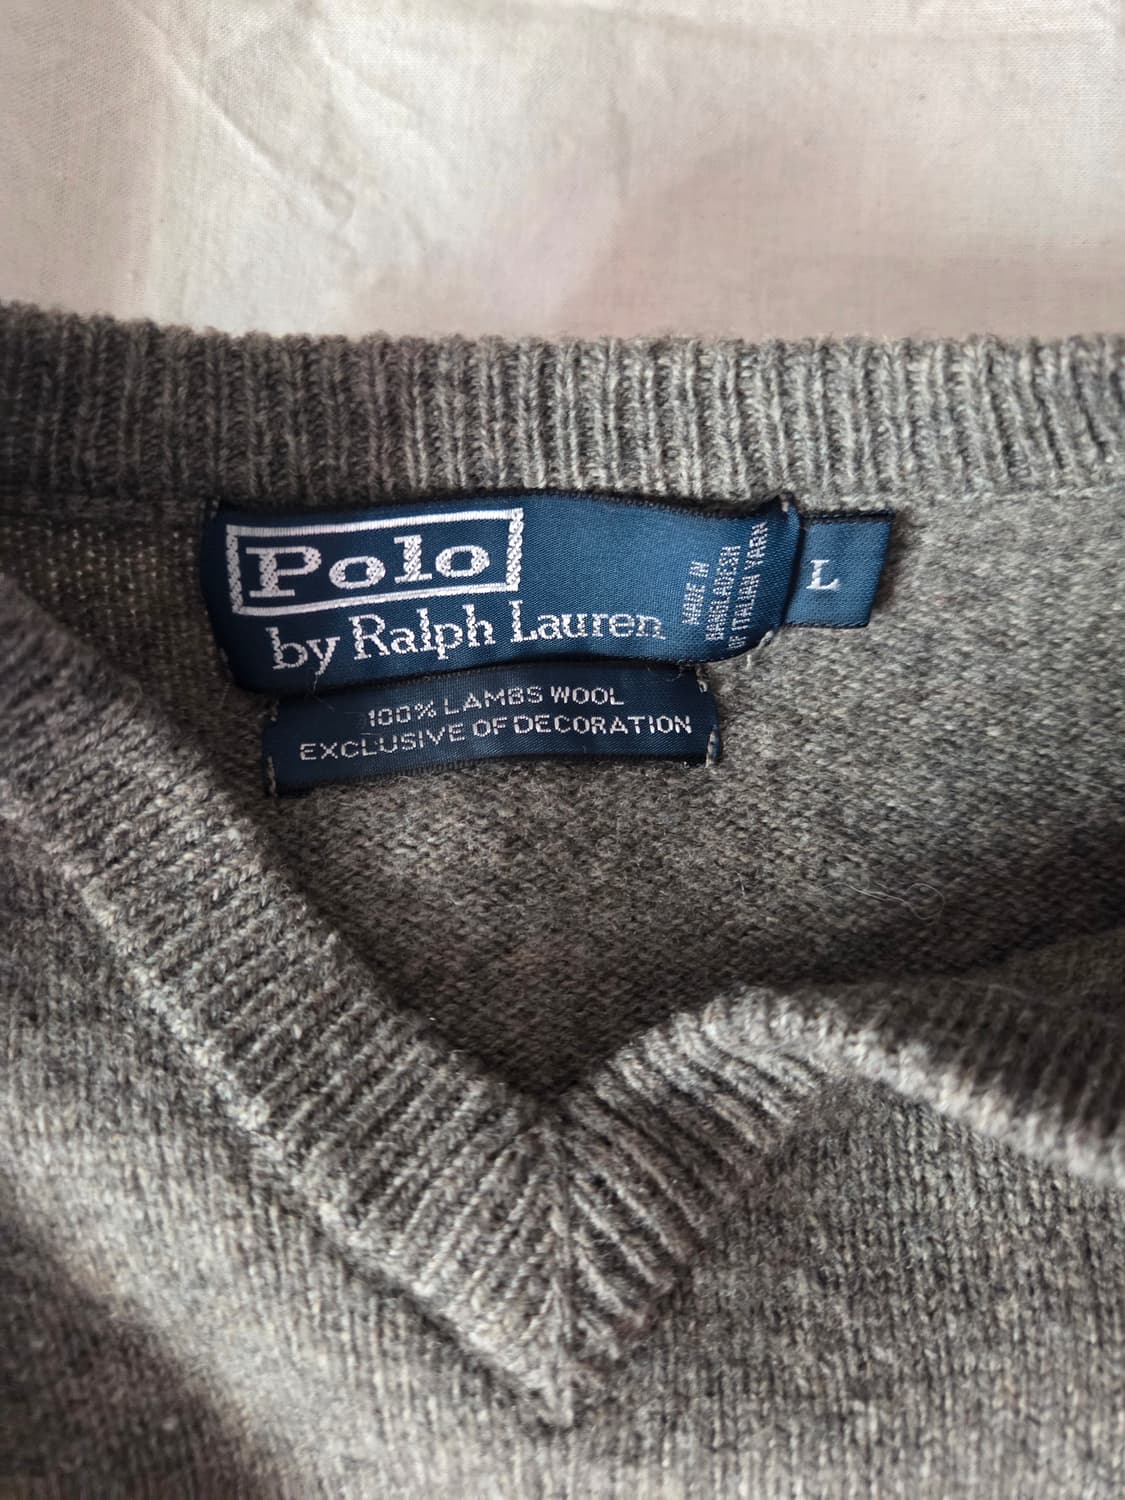 Polo
by Ralph Lauren
MADE IN
BANGLADESH
OF ITALIAN YARN
L
100% LAMBS WOOL
EXCLUSIVE OF DECORATION